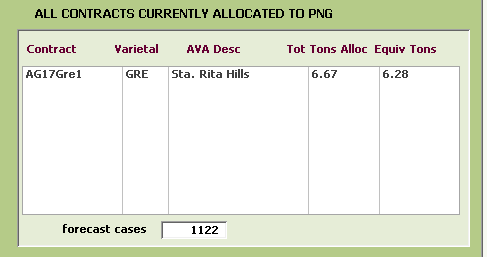 ALL CONTRACTS CURRENTLY ALLOCATED TO PNG
Contract Varietal AVA Desc Tot Tons Alloc Equiv Tons
AG17Gre1 GRE Sta. Rita Hills 6.67 6.28
forecast cases 1122